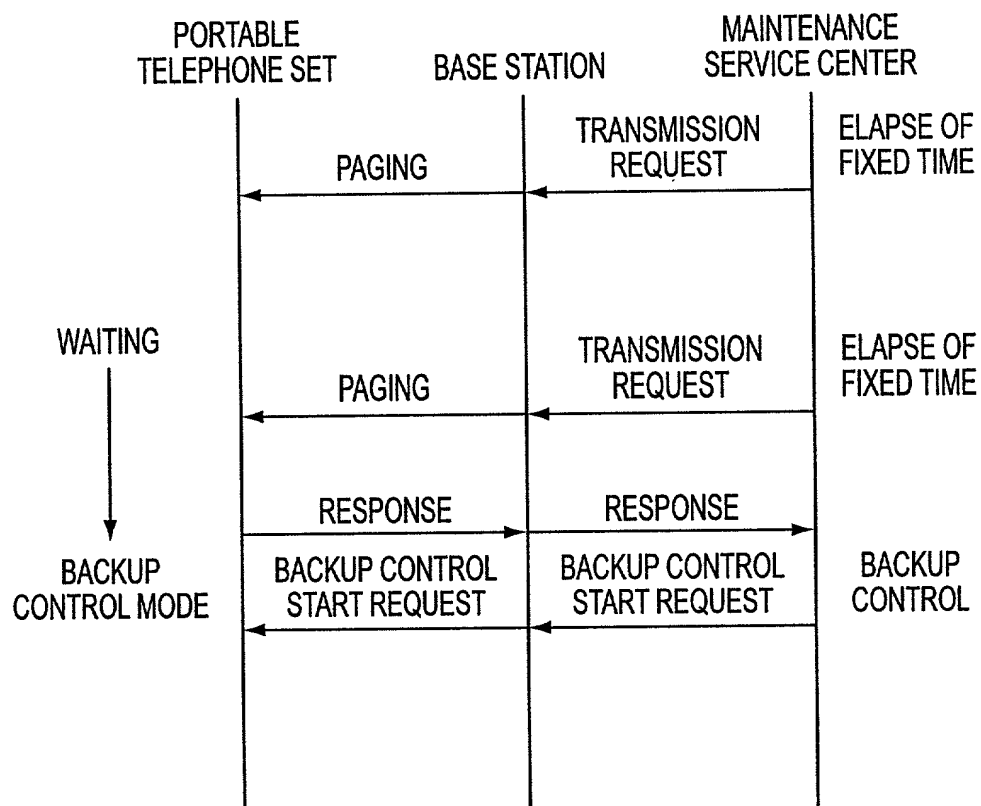 PORTABLE
TELEPHONE SET
BASE STATION
MAINTENANCE
SERVICE CENTER
PAGING
TRANSMISSION
REQUEST
ELAPSE OF
FIXED TIME
WAITING
PAGING
TRANSMISSION
REQUEST
ELAPSE OF
FIXED TIME
RESPONSE
RESPONSE
BACKUP
CONTROL MODE
BACKUP CONTROL
START REQUEST
BACKUP CONTROL
START REQUEST
BACKUP
CONTROL